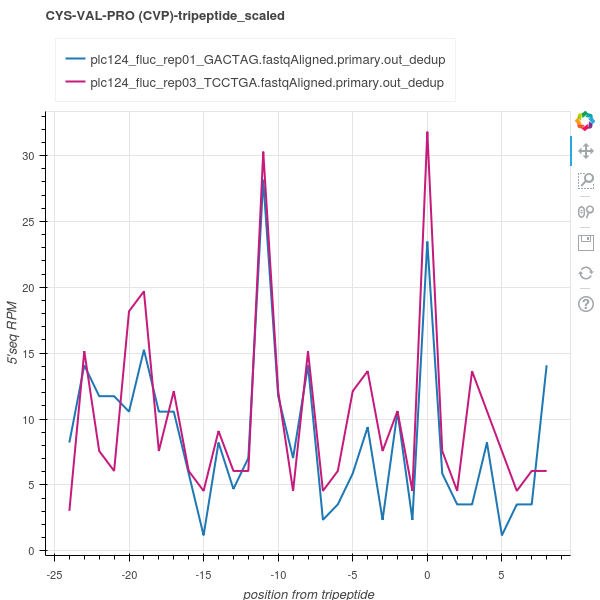 CYS-VAL-PRO (CVP)-tripeptide_scaled
plc124_fluc_rep01_GACTAG.fastqAligned.primary.out_dedup
plc124_fluc_rep03_TCCTGA.fastqAligned.primary.out_dedup
30
25
20
15
10
5
0
5'seq RPM
-25
-20
-15
-10
-5
0
5
position from tripeptide